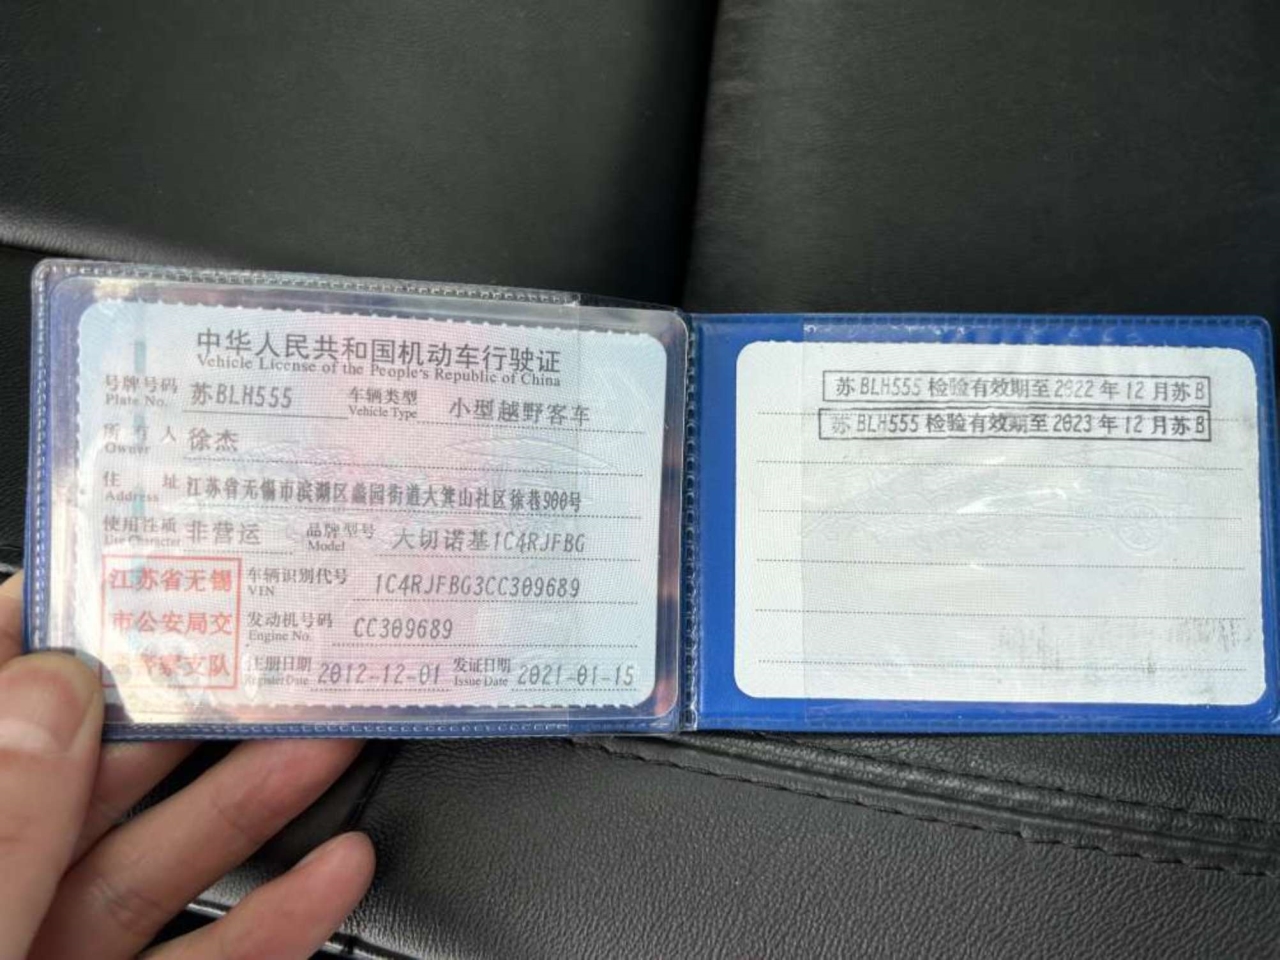 中华人民共和国机动车行驶证
Vehicle License of the People's Republic of China
号牌号码 苏BLH555 车辆类型 小型越野客车
Plate No. Vehicle Type
所有人 徐杰
Owner
住址 江苏省无锡市滨湖区蠡园街道大箕山社区徐巷900号
Address
使用性质 非营运 品牌型号 大切诺基1C4RJFBG
Use Character Model
江苏省无锡 车辆识别代号 1C4RJFBG3CC309689
VIN
市公安局交 发动机号码 CC309689
Engine No.
警支队 注册日期 2012-12-01 发证日期 2021-01-15
Register Date Issue Date
苏BLH555 检验有效期至2022年12月苏B
苏BLH555 检验有效期至2023年12月苏B